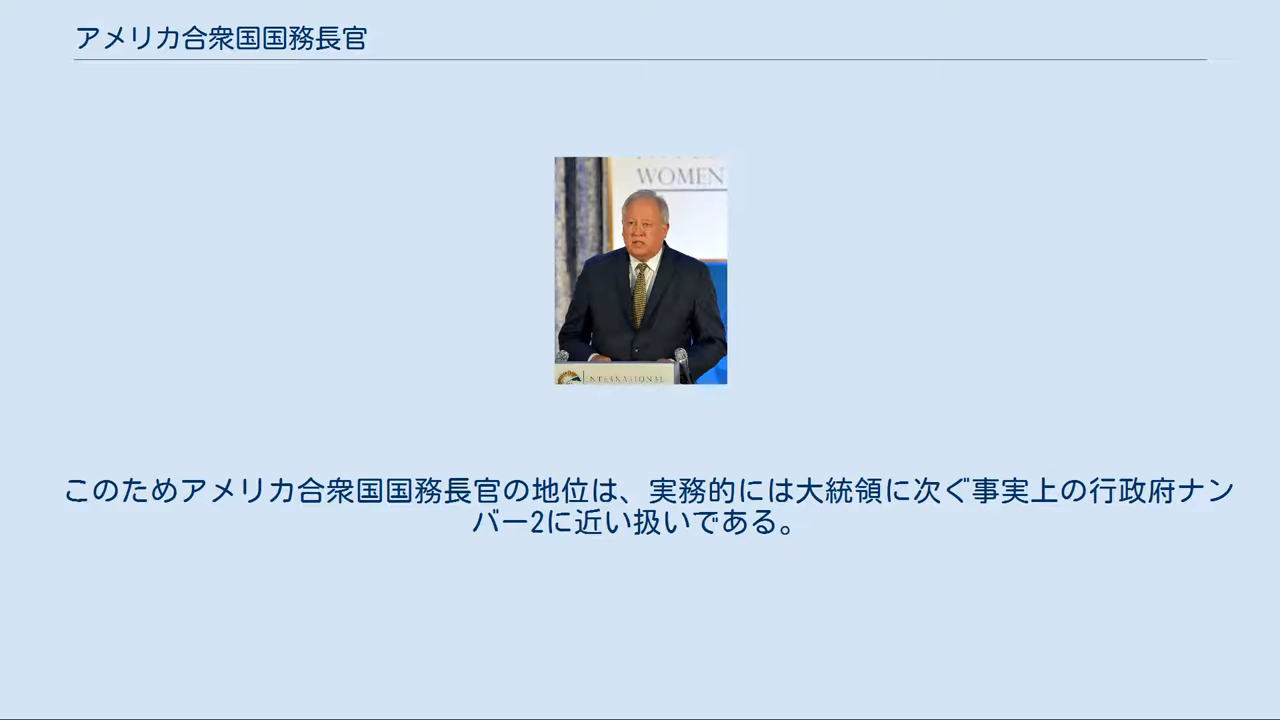 アメリカ合衆国国務長官
WOMEN
INTERNATIONAL
このためアメリカ合衆国国務長官の地位は、実務的には大統領に次ぐ事実上の行政府ナン
バー2に近い扱いである。